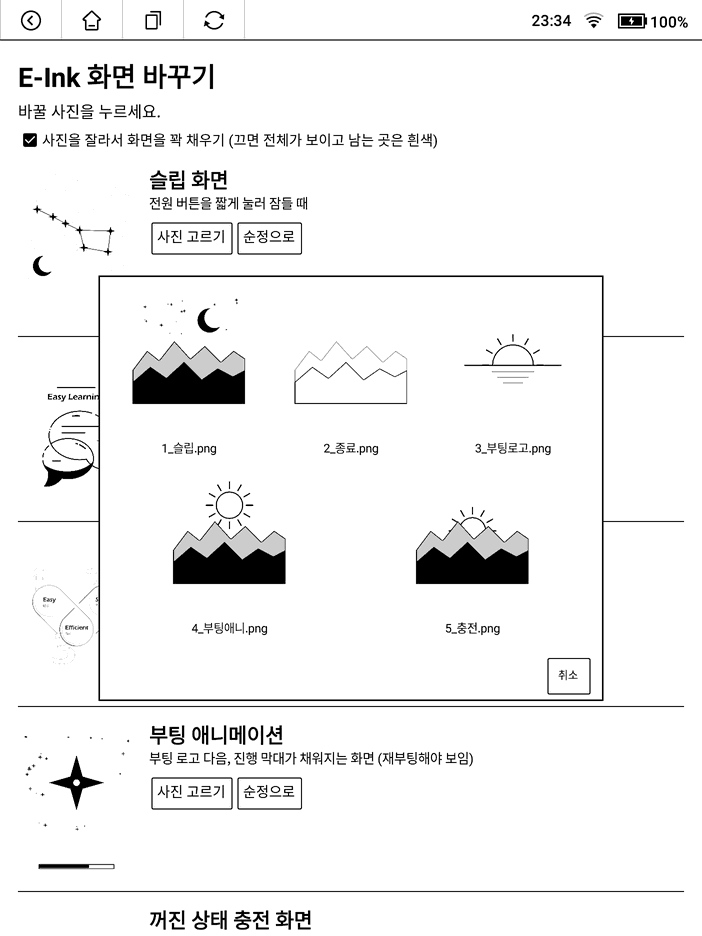 23:34 100%
E-Ink 화면 바꾸기
바꿀 사진을 누르세요.
사진을 잘라서 화면을 꽉 채우기 (끄면 전체가 보이고 남는 곳은 흰색)
슬립 화면
전원 버튼을 짧게 눌러 잠들 때
사진 고르기 순정으로
Easy Learnin
1_슬립.png 2_종료.png 3_부팅로고.png
Easy
Efficient
4_부팅애니.png 5_충전.png
취소
부팅 애니메이션
부팅 로고 다음, 진행 막대가 채워지는 화면 (재부팅해야 보임)
사진 고르기 순정으로
꺼진 상태 충전 화면